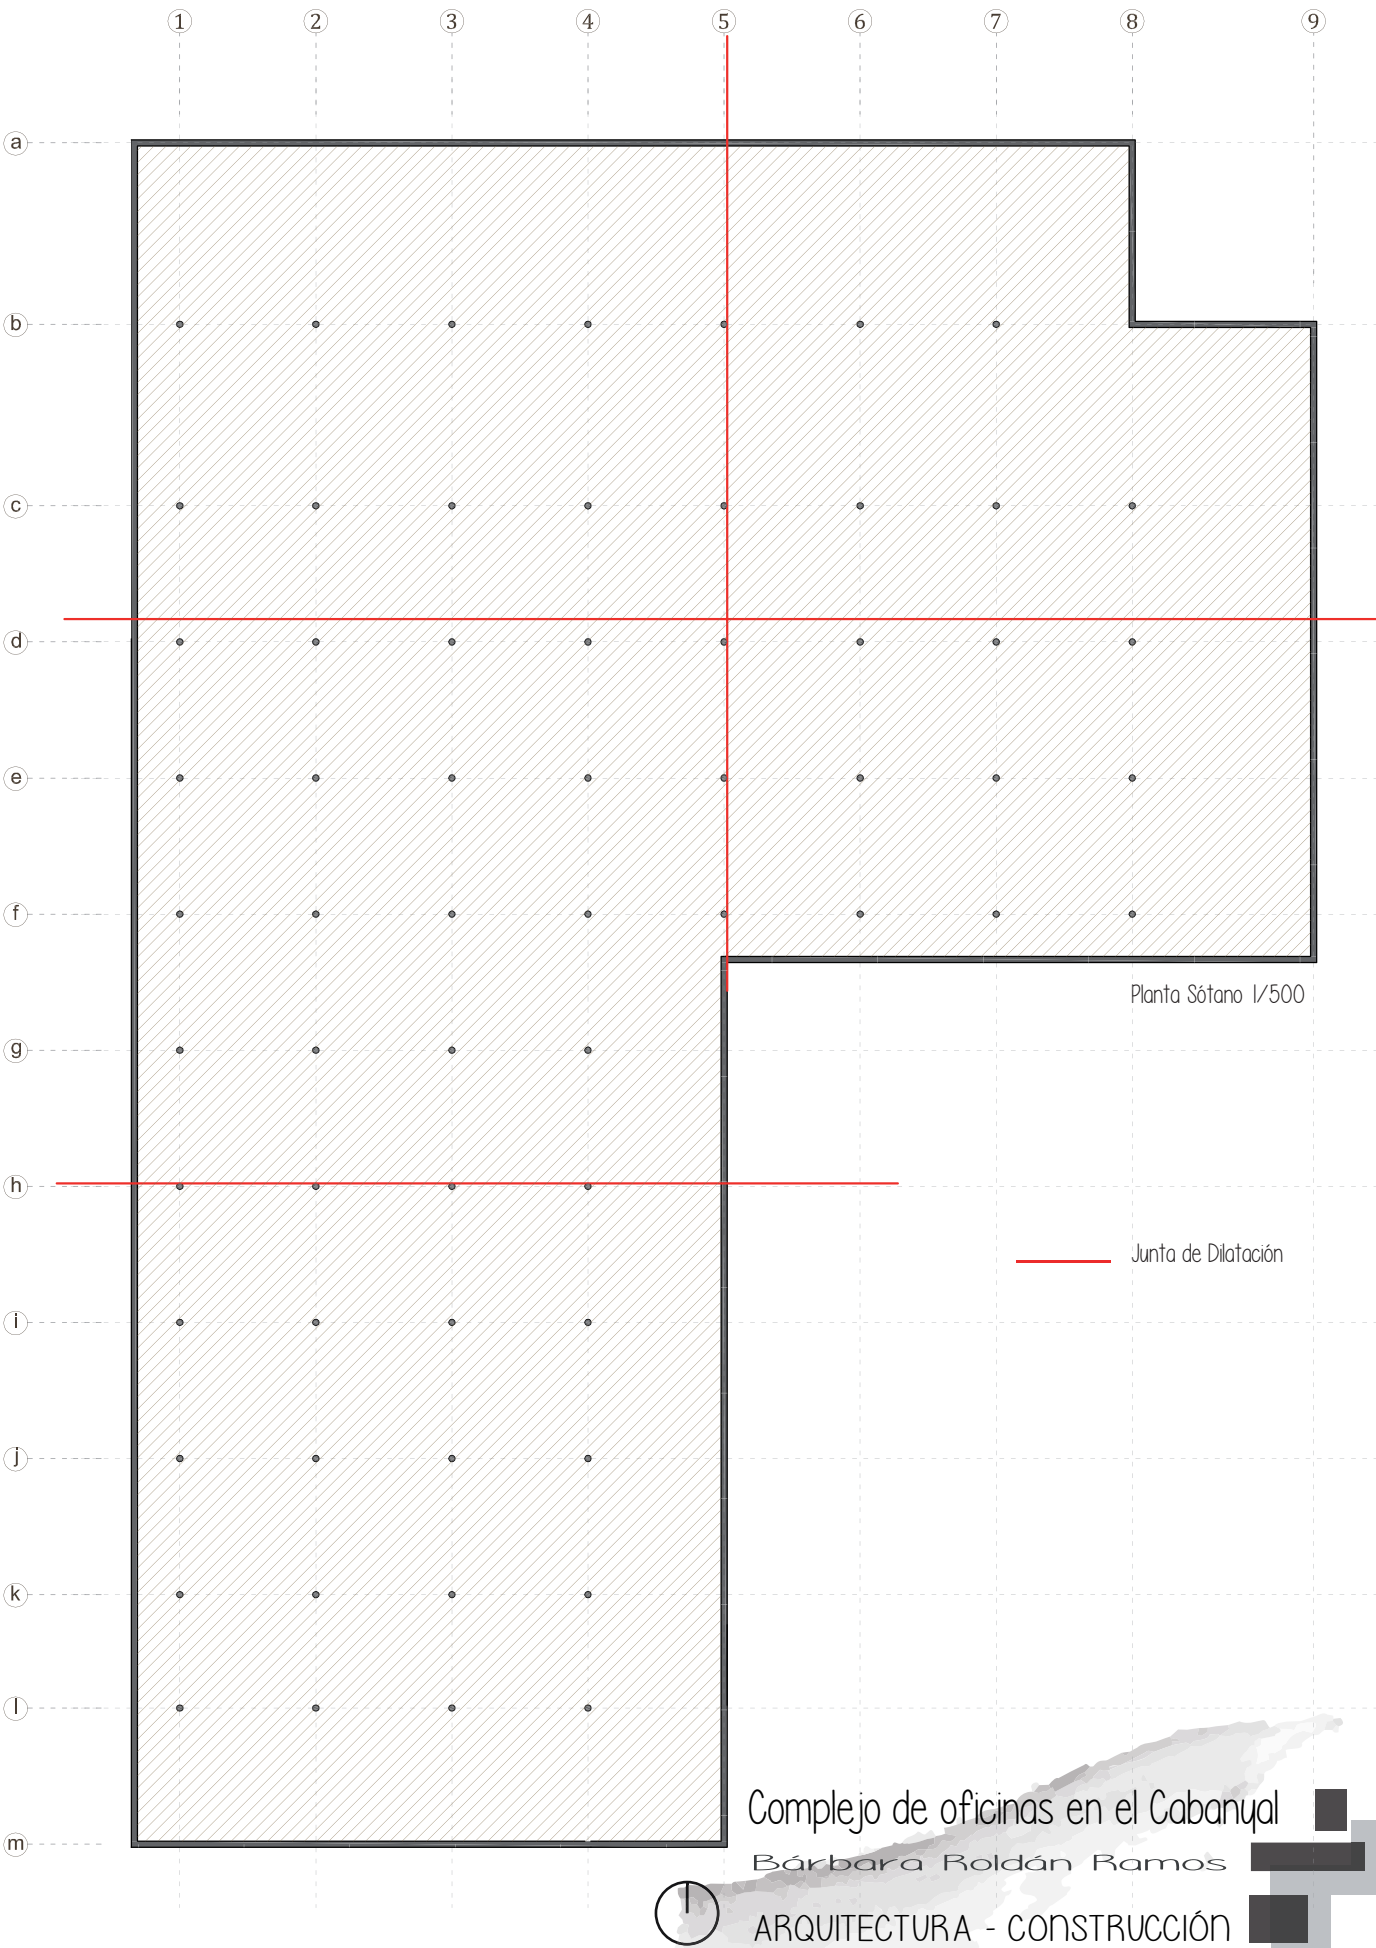 1 2 3 4 5 6 7 8 9
a
b
c
d
e
f
Planta Sótano 1/500
g
h
Junta de Dilatación
i
j
k
l
Complejo de oficinas en el Cabanyal
m
Bárbara Roldán Ramos
ARQUITECTURA - CONSTRUCCIÓN